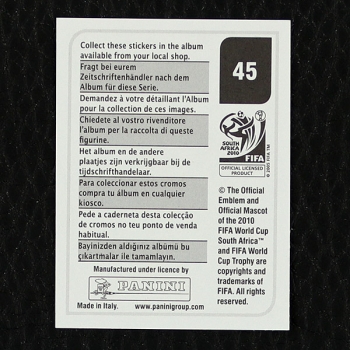 Collect these stickers in the album
available from your local shop.
Fragt bei eurem
Zeitschriftenhändler nach dem
Album für diese Serie.
Demandez à votre détaillant l'Album
pour la collection de ces images.
Chiedete al vostro rivenditore
l'album per la raccolta di queste
figurine.
Het album en de andere
plaatjes zijn verkrijgbaar bij de
tijdschrifthandelaar.
Para coleccionar estos cromos
compra tu álbum en cualquier
kiosco.
Pede a caderneta desta colecção
de cromos no teu ponto de venda
habitual.
Bayinizden aldığınız albümü bu
çıkartmalar ile tamamlayın.
Manufactured under licence by
PANINI
Made in Italy. www.paninigroup.com
45
SOUTH AFRICA
2010
FIFA
OFFICIAL LICENSED
PRODUCT
© 2005 FIFA TM
© The Official
Emblem and
Official Mascot of
the 2010
FIFA World Cup
South Africa™
and FIFA World
Cup Trophy are
copyrights and
trademarks of
FIFA. All rights
reserved.